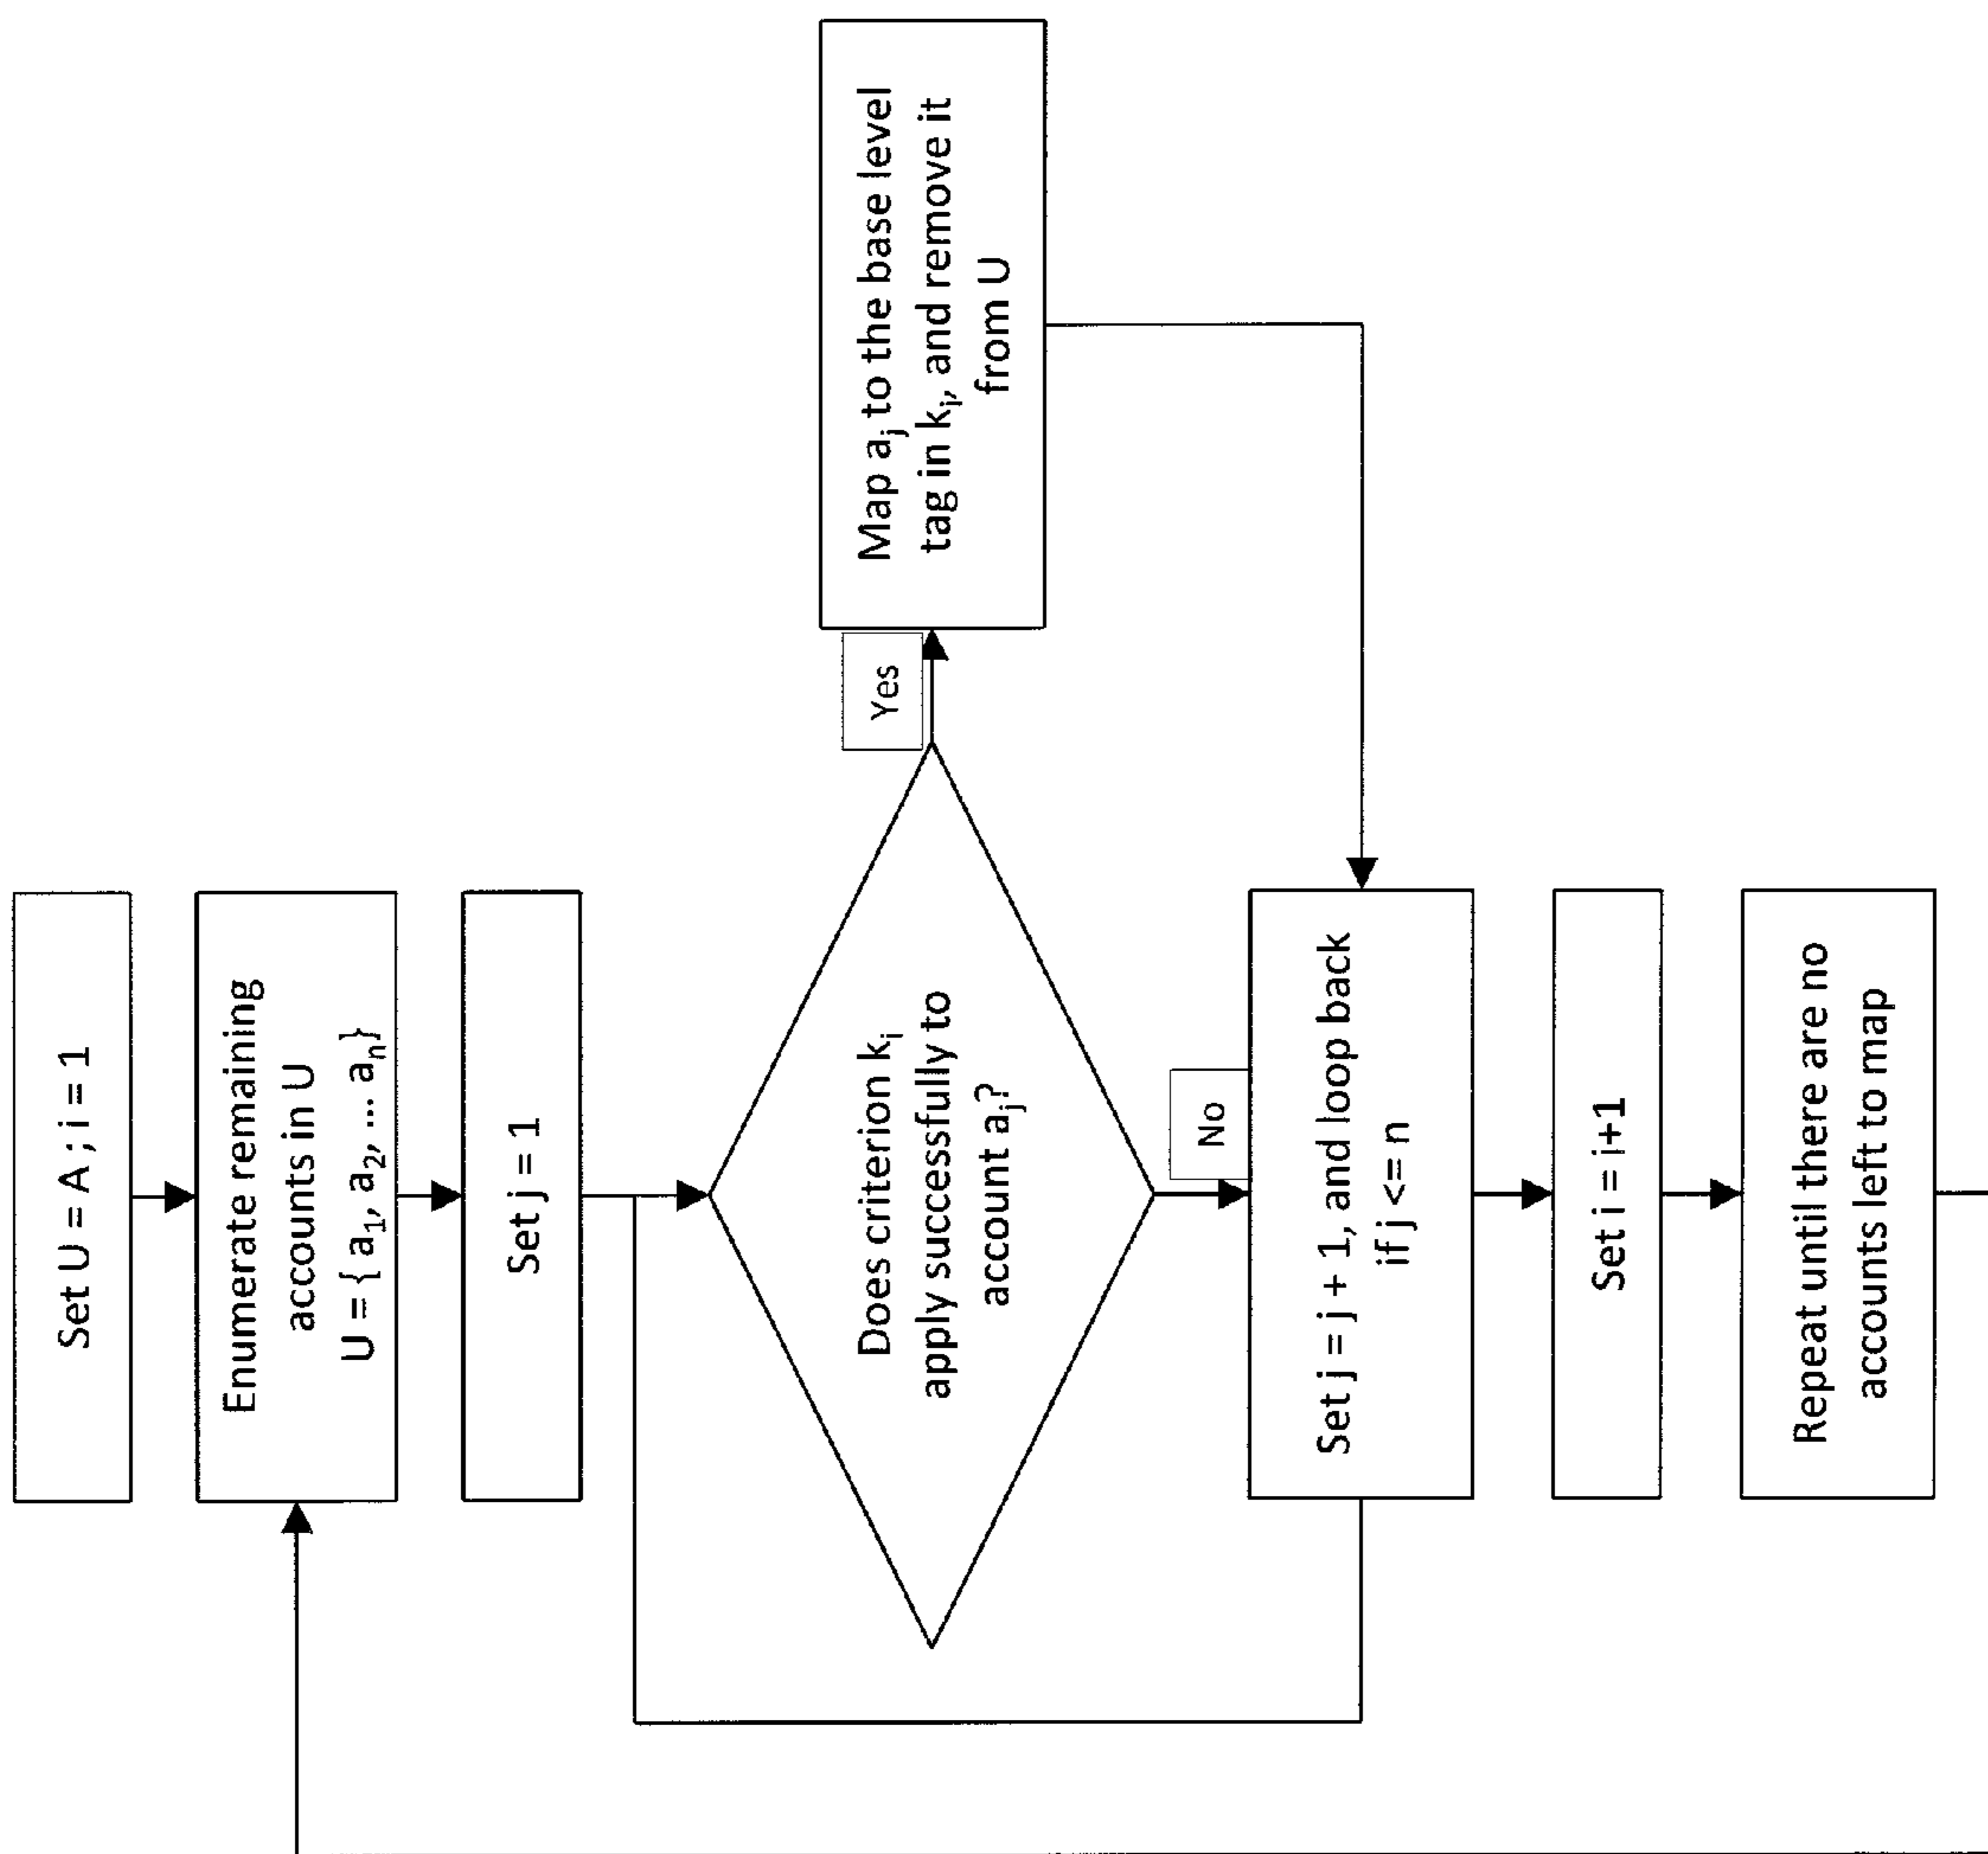 Set U = A ; i = 1
Enumerate remaining
accounts in U
U = { a₁, a₂, ... aₙ}
Set j = 1
Does criterion kᵢ
apply successfully to
account aⱼ?
Yes
Map aⱼ to the base level
tag in kᵢ, and remove it
from U
No
Set j = j + 1, and loop back
if j <= n
Set i = i+1
Repeat until there are no
accounts left to map